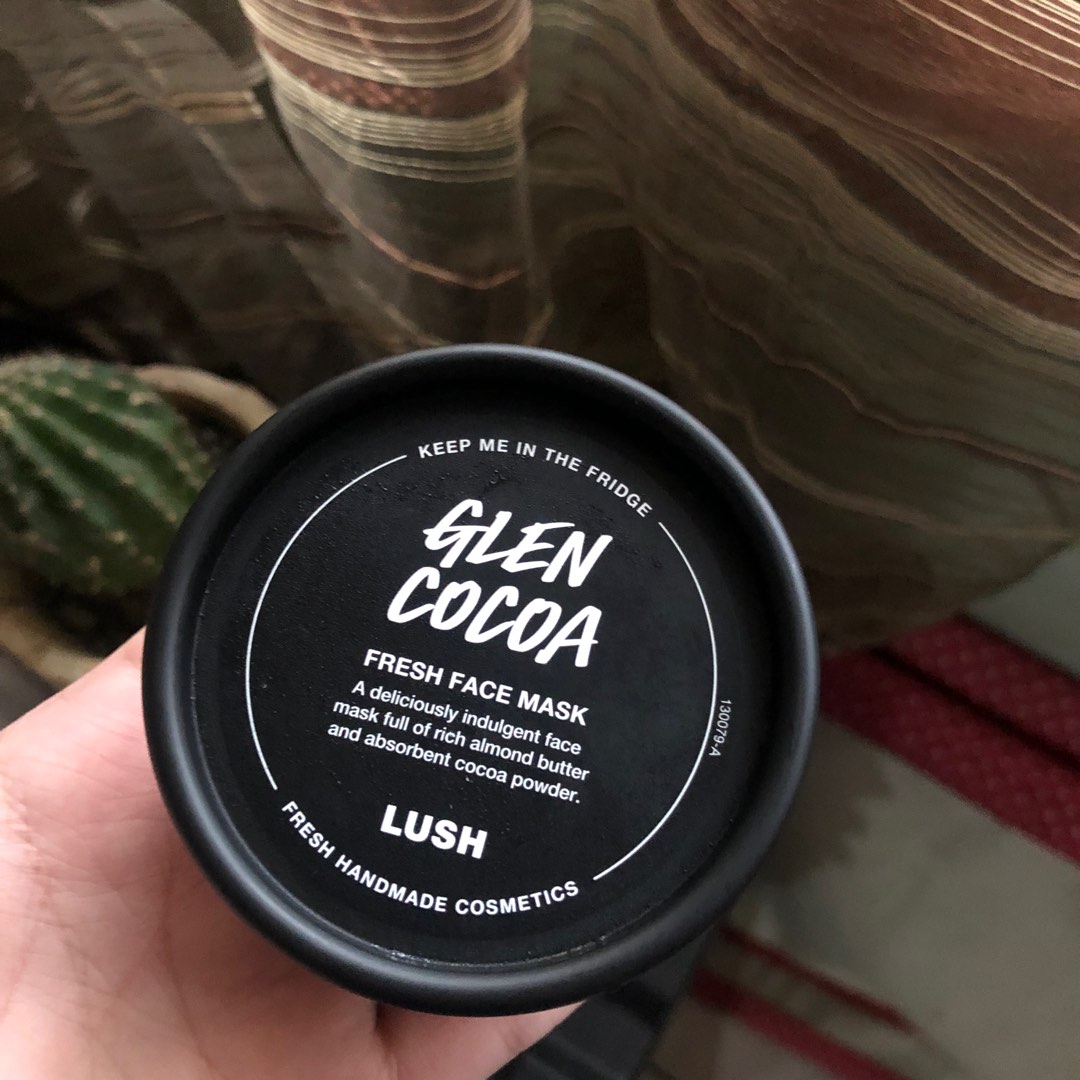 KEEP ME IN THE FRIDGE
GLEN
COCOA
FRESH FACE MASK
A deliciously indulgent face
mask full of rich almond butter
and absorbent cocoa powder.
LUSH
FRESH HANDMADE COSMETICS
130079-A